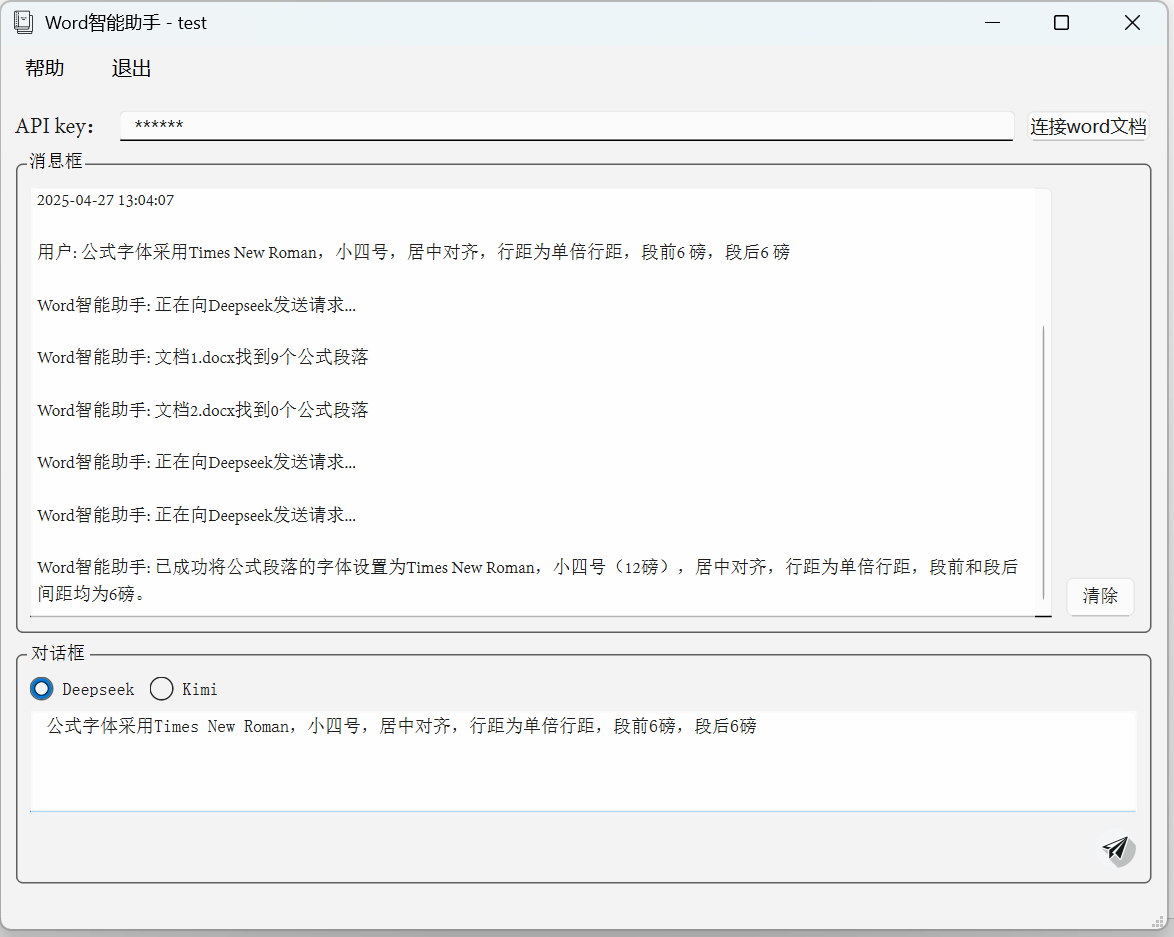 Word智能助手 - test
帮助 退出
API key： ****** 连接word文档
消息框
2025-04-27 13:04:07
用户: 公式字体采用Times New Roman，小四号，居中对齐，行距为单倍行距，段前6 磅，段后6 磅
Word智能助手: 正在向Deepseek发送请求...
Word智能助手: 文档1.docx找到9个公式段落
Word智能助手: 文档2.docx找到0个公式段落
Word智能助手: 正在向Deepseek发送请求...
Word智能助手: 正在向Deepseek发送请求...
Word智能助手: 已成功将公式段落的字体设置为Times New Roman，小四号（12磅），居中对齐，行距为单倍行距，段前和段后
间距均为6磅。
清除
对话框
Deepseek Kimi
公式字体采用Times New Roman，小四号，居中对齐，行距为单倍行距，段前6磅，段后6磅